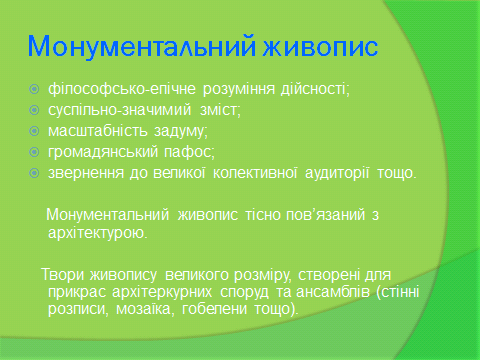 Монументальний живопис
філософсько-епічне розуміння дійсності;
суспільно-значимий зміст;
масштабність задуму;
громадянський пафос;
звернення до великої колективної аудиторії тощо.
Монументальний живопис тісно пов’язаний з
архітектурою.
Твори живопису великого розміру, створені для
прикрас архітеркурних споруд та ансамблів (стінні
розписи, мозаїка, гобелени тощо).